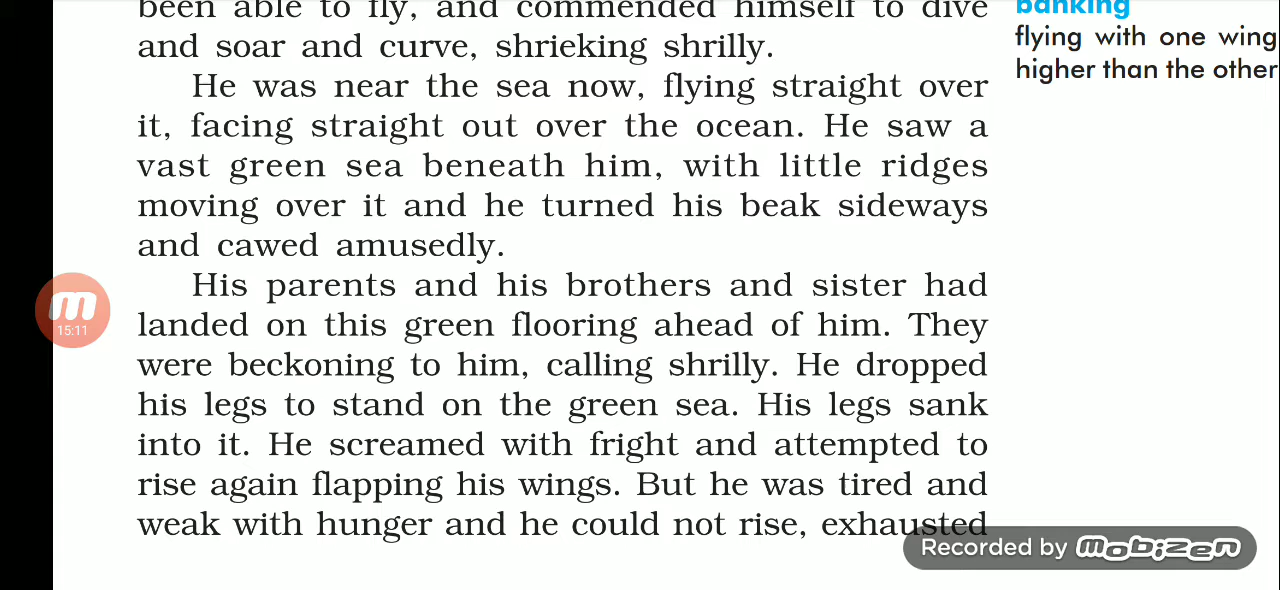 been able to fly, and commended himself to dive
and soar and curve, shrieking shrilly.
He was near the sea now, flying straight over
it, facing straight out over the ocean. He saw a
vast green sea beneath him, with little ridges
moving over it and he turned his beak sideways
and cawed amusedly.
His parents and his brothers and sister had
landed on this green flooring ahead of him. They
were beckoning to him, calling shrilly. He dropped
his legs to stand on the green sea. His legs sank
into it. He screamed with fright and attempted to
rise again flapping his wings. But he was tired and
weak with hunger and he could not rise, exhausted
banking
flying with one wing
higher than the other
15:11
Recorded by mobizen